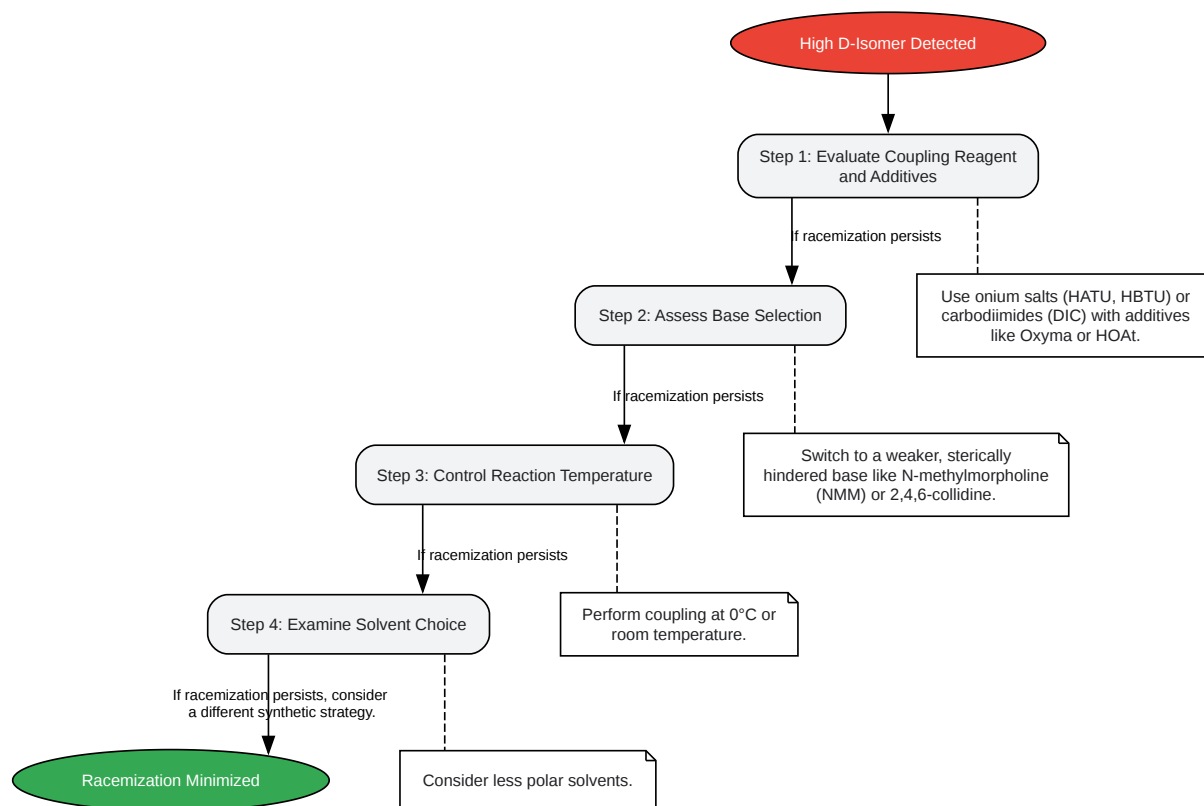 High D-Isomer Detected
Step 1: Evaluate Coupling Reagent
and Additives
If racemization persists
Use onium salts (HATU, HBTU) or
carbodiimides (DIC) with additives
like Oxyma or HOAt.
Step 2: Assess Base Selection
If racemization persists
Switch to a weaker, sterically
hindered base like N-methylmorpholine
(NMM) or 2,4,6-collidine.
Step 3: Control Reaction Temperature
If racemization persists
Perform coupling at 0°C or
room temperature.
Step 4: Examine Solvent Choice
If racemization persists, consider
a different synthetic strategy.
Racemization Minimized
Consider less polar solvents.